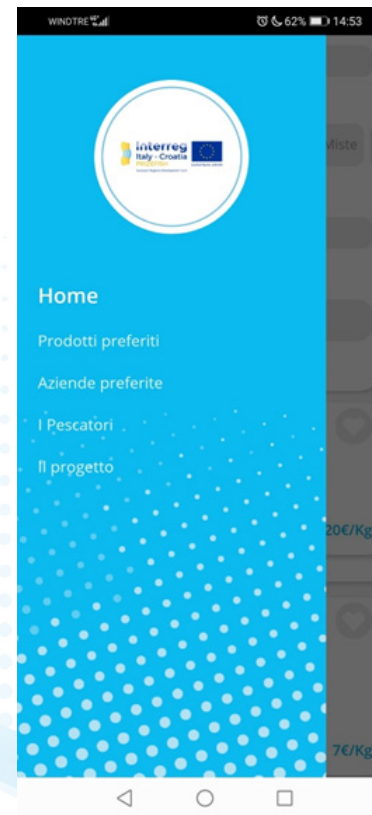 WINDTRE
62%
14:53
Interreg
Italy - Croatia
Miste
Home
Prodotti preferiti
Aziende preferite
I Pescatori
Il progetto
20€/Kg
7€/Kg